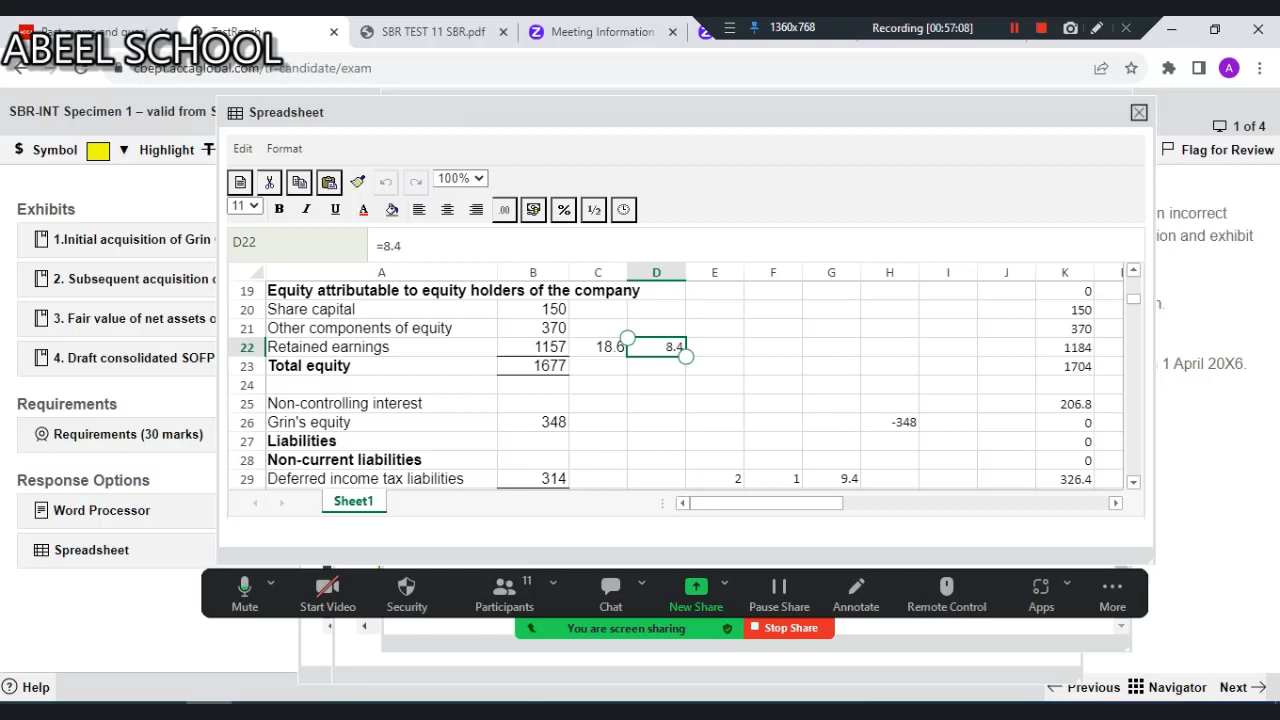 TestReach
SBR TEST 11 SBR.pdf
Meeting Information
1360x768
Recording [00:57:08]
ABEEL SCHOOL
cbept.accaglobal.com/tr-candidate/exam
A
SBR-INT Specimen 1 – valid from S
1 of 4
$ Symbol
Highlight
Flag for Review
Spreadsheet
Edit Format
100%
11 B I U A .00 % 1/2
D22 =8.4
A B C D E F G H I J K
19 Equity attributable to equity holders of the company 0
20 Share capital 150 150
21 Other components of equity 370 370
22 Retained earnings 1157 18.6 8.4 1184
23 Total equity 1677 1704
24
25 Non-controlling interest 206.8
26 Grin's equity 348 -348 0
27 Liabilities 0
28 Non-current liabilities 0
29 Deferred income tax liabilities 314 2 1 9.4 326.4
Sheet1
Exhibits
1.Initial acquisition of Grin
2. Subsequent acquisition
3. Fair value of net assets o
4. Draft consolidated SOFP
Requirements
Requirements (30 marks)
Response Options
Word Processor
Spreadsheet
n incorrect
ion and exhibit
1 April 20X6.
Mute
Start Video
Security
11
Participants
Chat
New Share
Pause Share
Annotate
Remote Control
Apps
More
You are screen sharing
Stop Share
Help
Previous
Navigator
Next